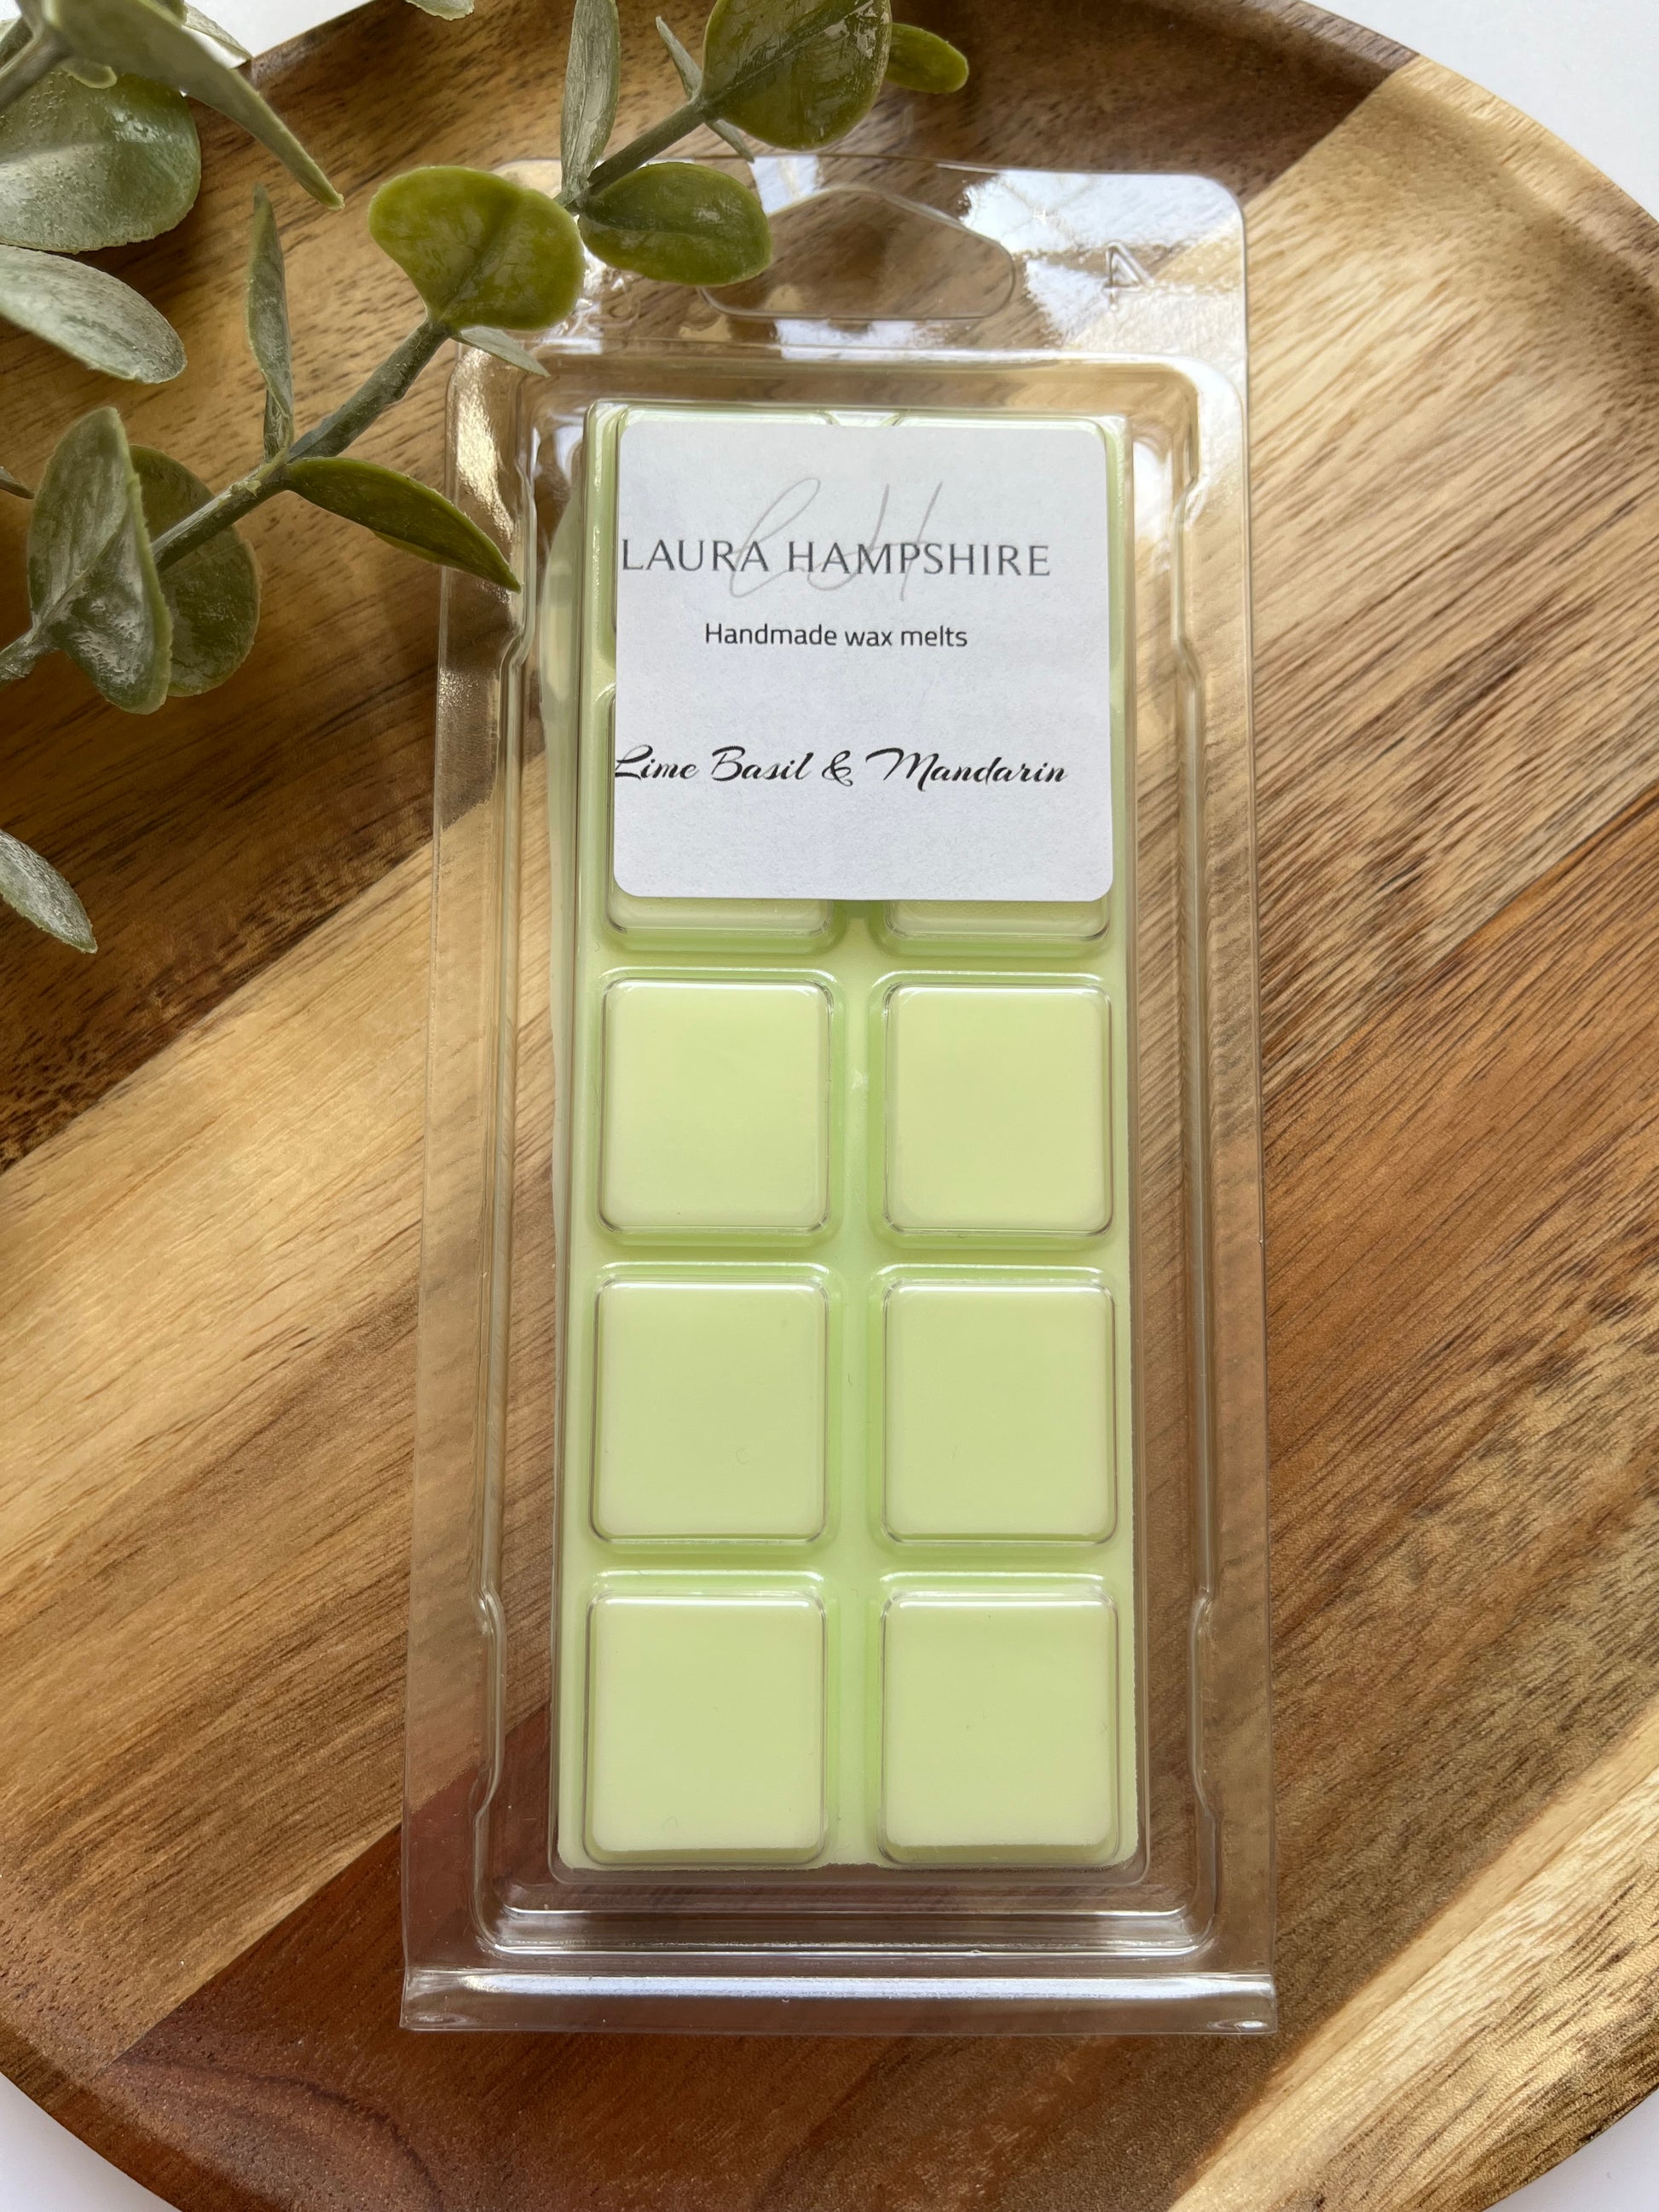 LAURA HAMPSHIRE
Handmade wax melts
Lime Basil & Mandarin